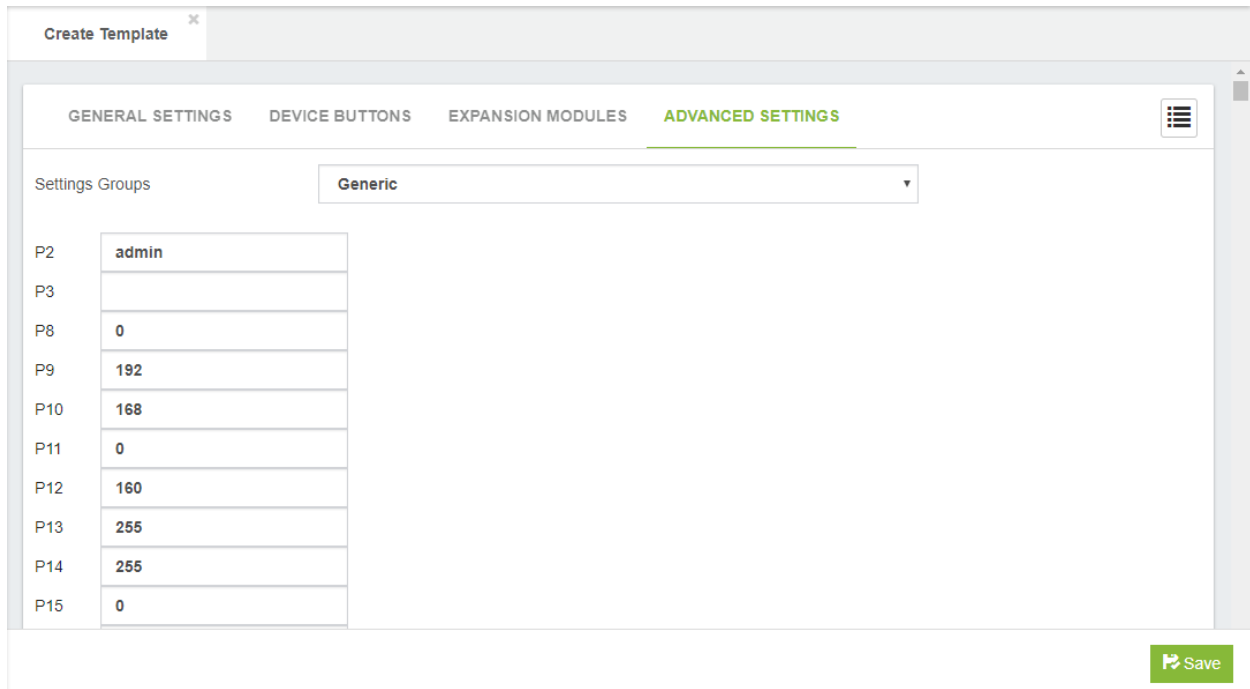 Create Template
GENERAL SETTINGS DEVICE BUTTONS EXPANSION MODULES ADVANCED SETTINGS
Settings Groups Generic
P2 admin
P3
P8 0
P9 192
P10 168
P11 0
P12 160
P13 255
P14 255
P15 0
Save